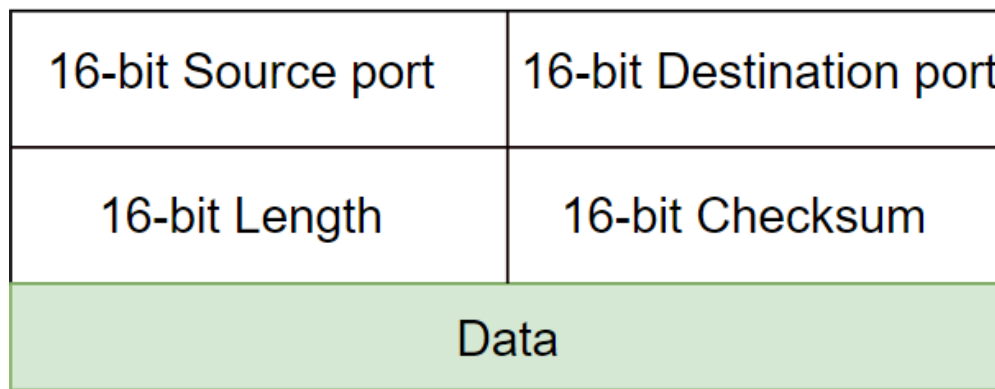 16-bit Source port
16-bit Destination port
16-bit Length
16-bit Checksum
Data